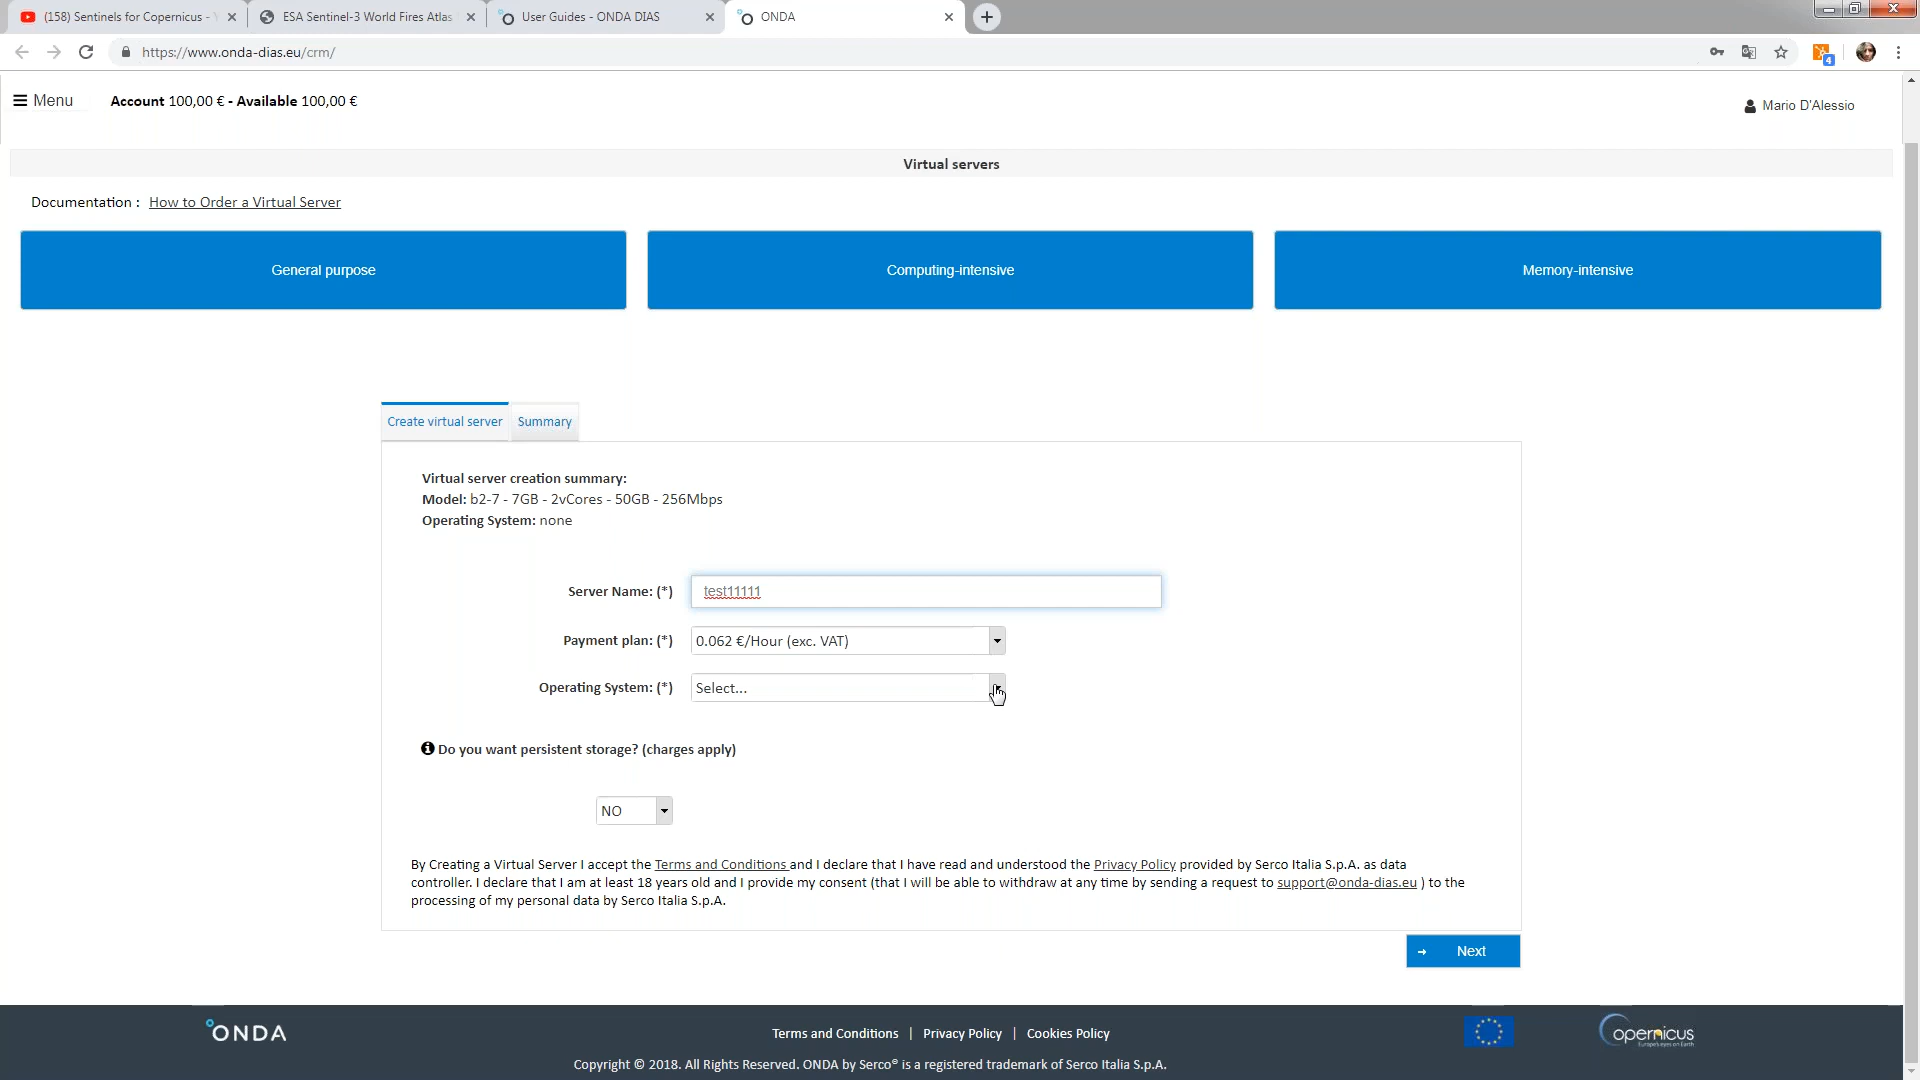 (158) Sentinels for Copernicus -
ESA Sentinel-3 World Fires Atlas
User Guides - ONDA DIAS
ONDA
https://www.onda-dias.eu/crm/
4
Menu
Account 100,00 € - Available 100,00 €
Mario D'Alessio
Virtual servers
Documentation : How to Order a Virtual Server
General purpose
Computing-intensive
Memory-intensive
Create virtual server
Summary
Virtual server creation summary:
Model: b2-7 - 7GB - 2vCores - 50GB - 256Mbps
Operating System: none
Server Name: (*) test11111
Payment plan: (*) 0.062 €/Hour (exc. VAT)
Operating System: (*) Select...
Do you want persistent storage? (charges apply)
NO
By Creating a Virtual Server I accept the Terms and Conditions and I declare that I have read and understood the Privacy Policy provided by Serco Italia S.p.A. as data
controller. I declare that I am at least 18 years old and I provide my consent (that I will be able to withdraw at any time by sending a request to support@onda-dias.eu ) to the
processing of my personal data by Serco Italia S.p.A.
Next
ONDA
Terms and Conditions | Privacy Policy | Cookies Policy
opernicus
Europe's eyes on Earth
Copyright © 2018. All Rights Reserved. ONDA by Serco® is a registered trademark of Serco Italia S.p.A.